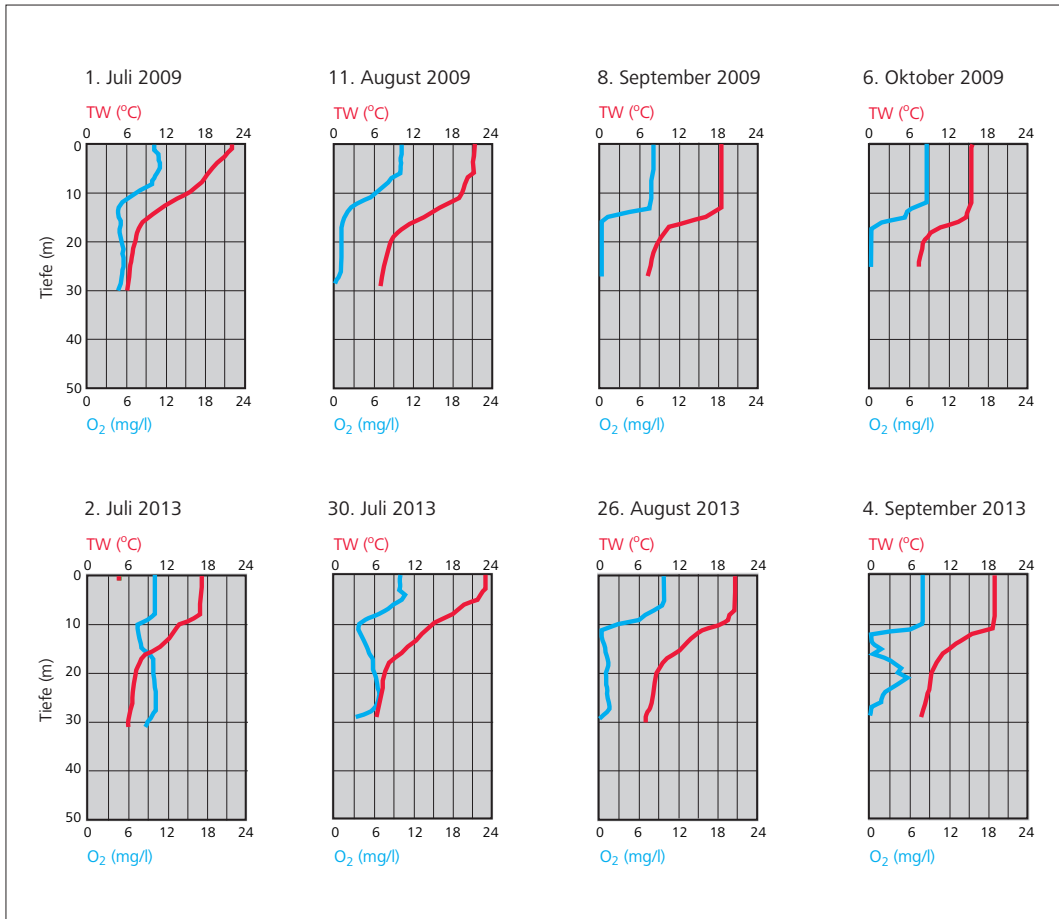 1. Juli 2009 11. August 2009 8. September 2009 6. Oktober 2009
TW (°C) TW (°C) TW (°C) TW (°C)
0 6 12 18 24 0 6 12 18 24 0 6 12 18 24 0 6 12 18 24
0
10
20
30
40
50
Tiefe (m)
0 6 12 18 24 0 6 12 18 24 0 6 12 18 24 0 6 12 18 24
O2 (mg/l) O2 (mg/l) O2 (mg/l) O2 (mg/l)
2. Juli 2013 30. Juli 2013 26. August 2013 4. September 2013
TW (°C) TW (°C) TW (°C) TW (°C)
0 6 12 18 24 0 6 12 18 24 0 6 12 18 24 0 6 12 18 24
0
10
20
30
40
50
Tiefe (m)
0 6 12 18 24 0 6 12 18 24 0 6 12 18 24 0 6 12 18 24
O2 (mg/l) O2 (mg/l) O2 (mg/l) O2 (mg/l)